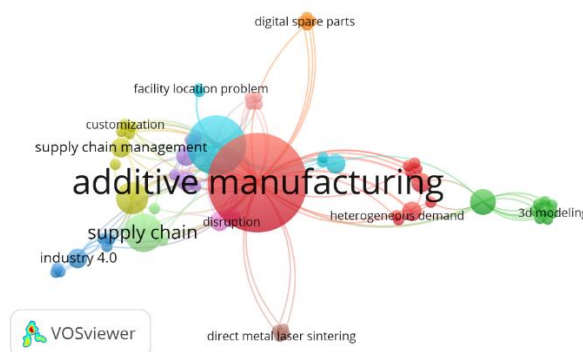 digital spare parts
facility location problem
customization
supply chain management
additive manufacturing
heterogeneous demand
3d modeling
disruption
supply chain
industry 4.0
direct metal laser sintering
VOSviewer